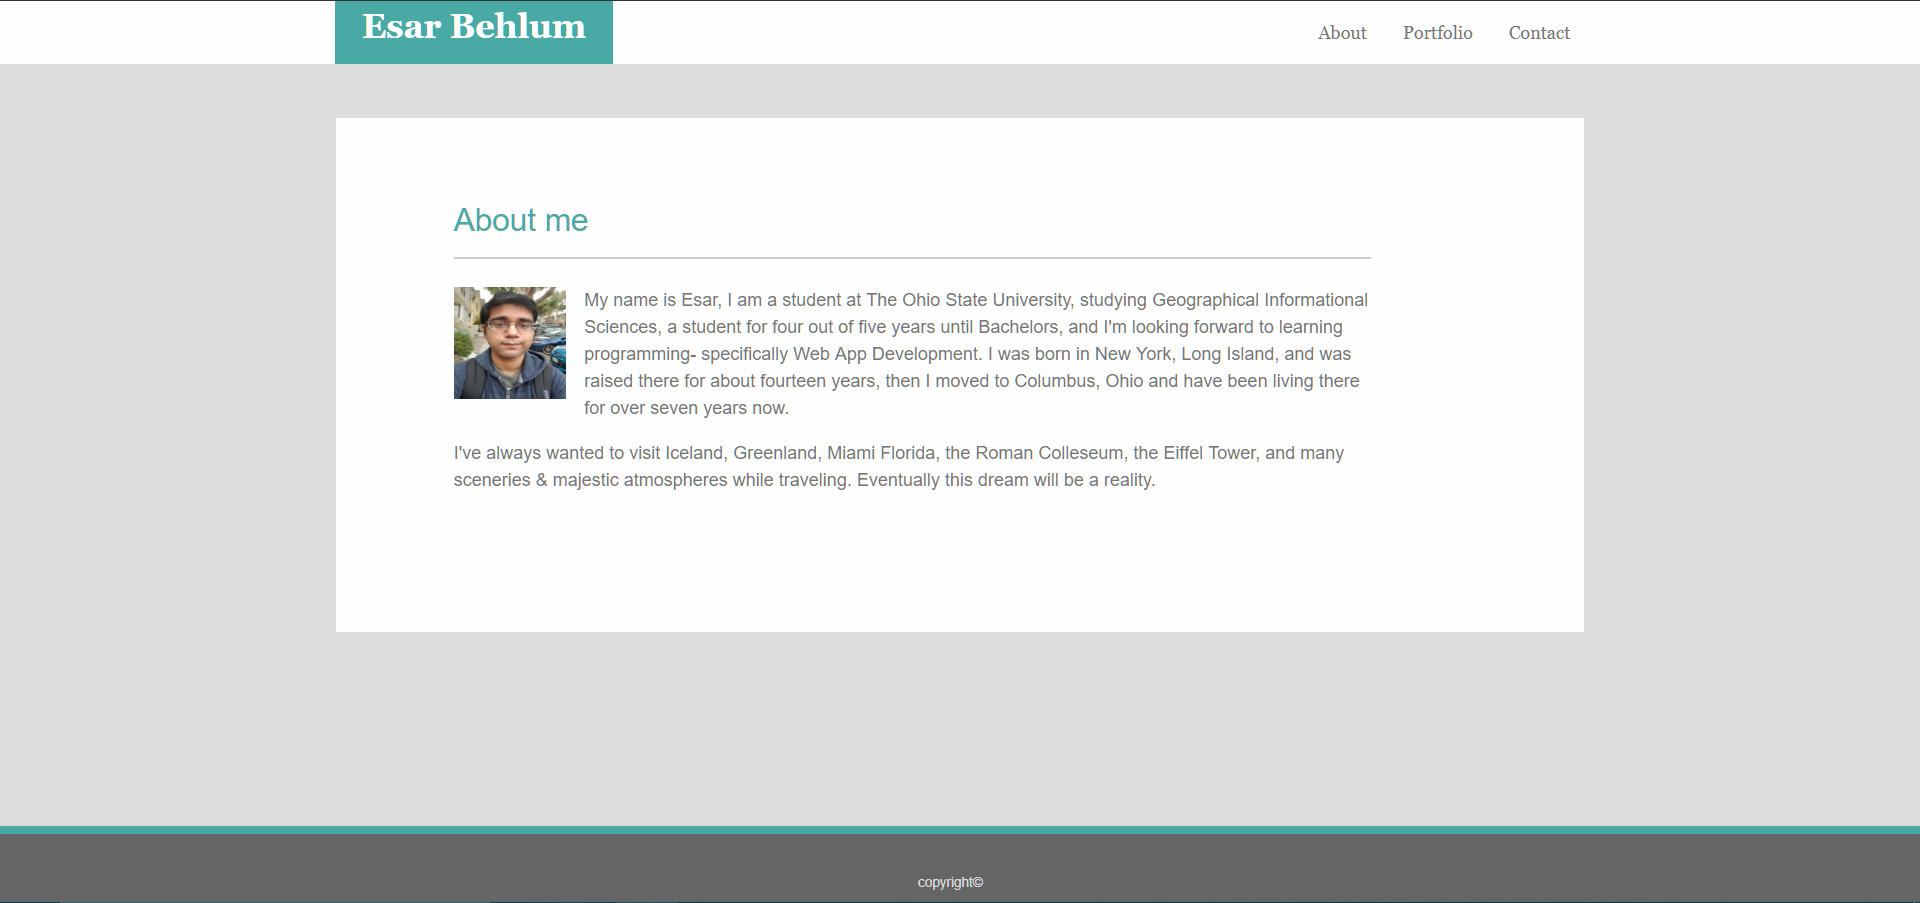 Esar Behlum
About
Portfolio
Contact
About me
My name is Esar, I am a student at The Ohio State University, studying Geographical Informational
Sciences, a student for four out of five years until Bachelors, and I'm looking forward to learning
programming- specifically Web App Development. I was born in New York, Long Island, and was
raised there for about fourteen years, then I moved to Columbus, Ohio and have been living there
for over seven years now.
I've always wanted to visit Iceland, Greenland, Miami Florida, the Roman Colleseum, the Eiffel Tower, and many
sceneries & majestic atmospheres while traveling. Eventually this dream will be a reality.
copyright©